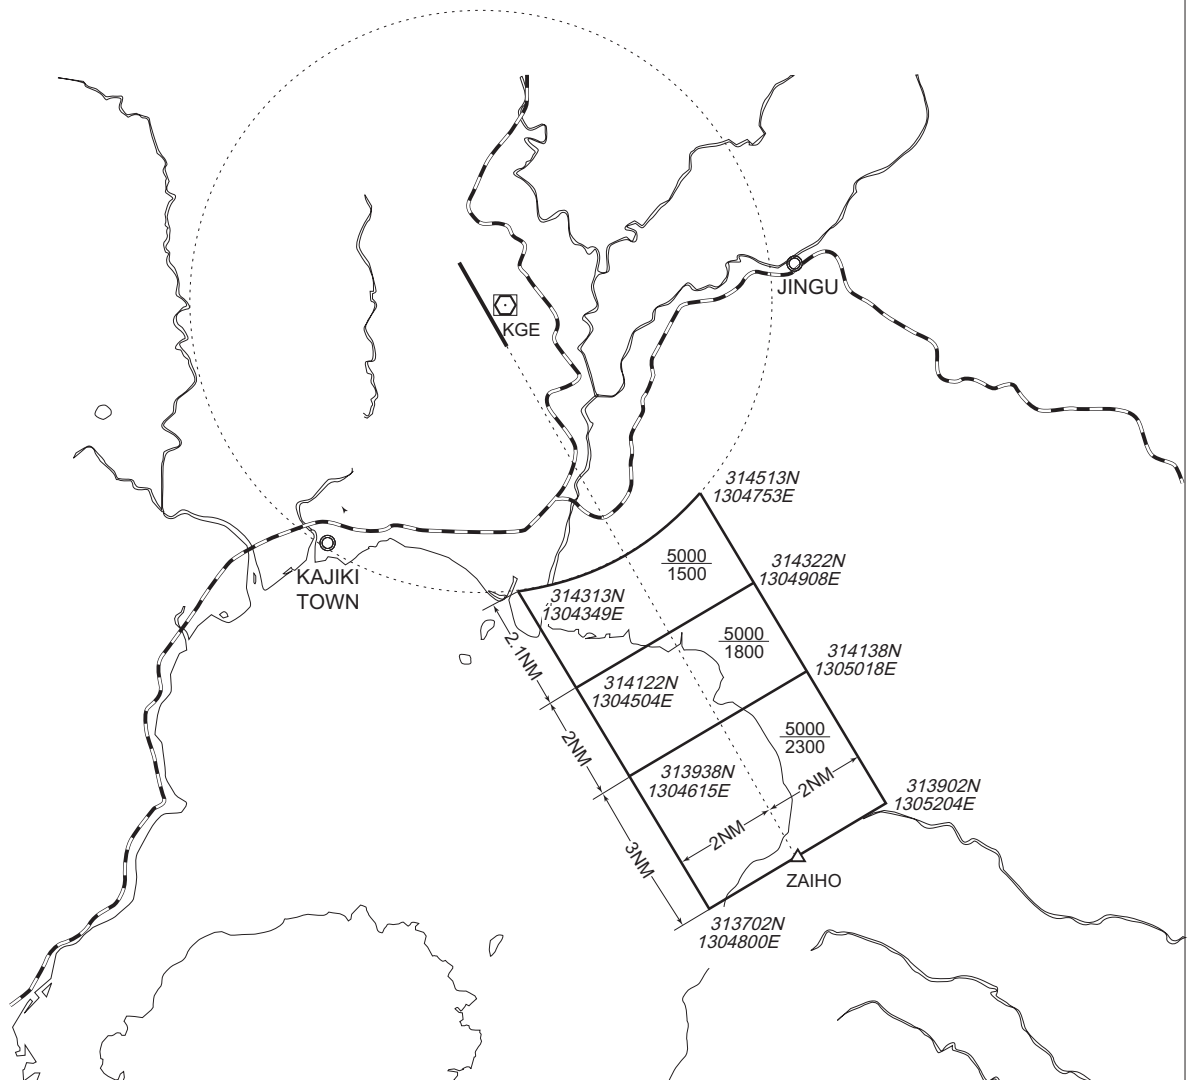 JINGU
KGE
314513N
1304753E
5000
1500
314322N
1304908E
KAJIKI
TOWN
314313N
1304349E
2.1NM
5000
1800
314138N
1305018E
314122N
1304504E
2NM
5000
2300
313938N
1304615E
2NM
313902N
1305204E
2NM
3NM
ZAIHO
313702N
1304800E